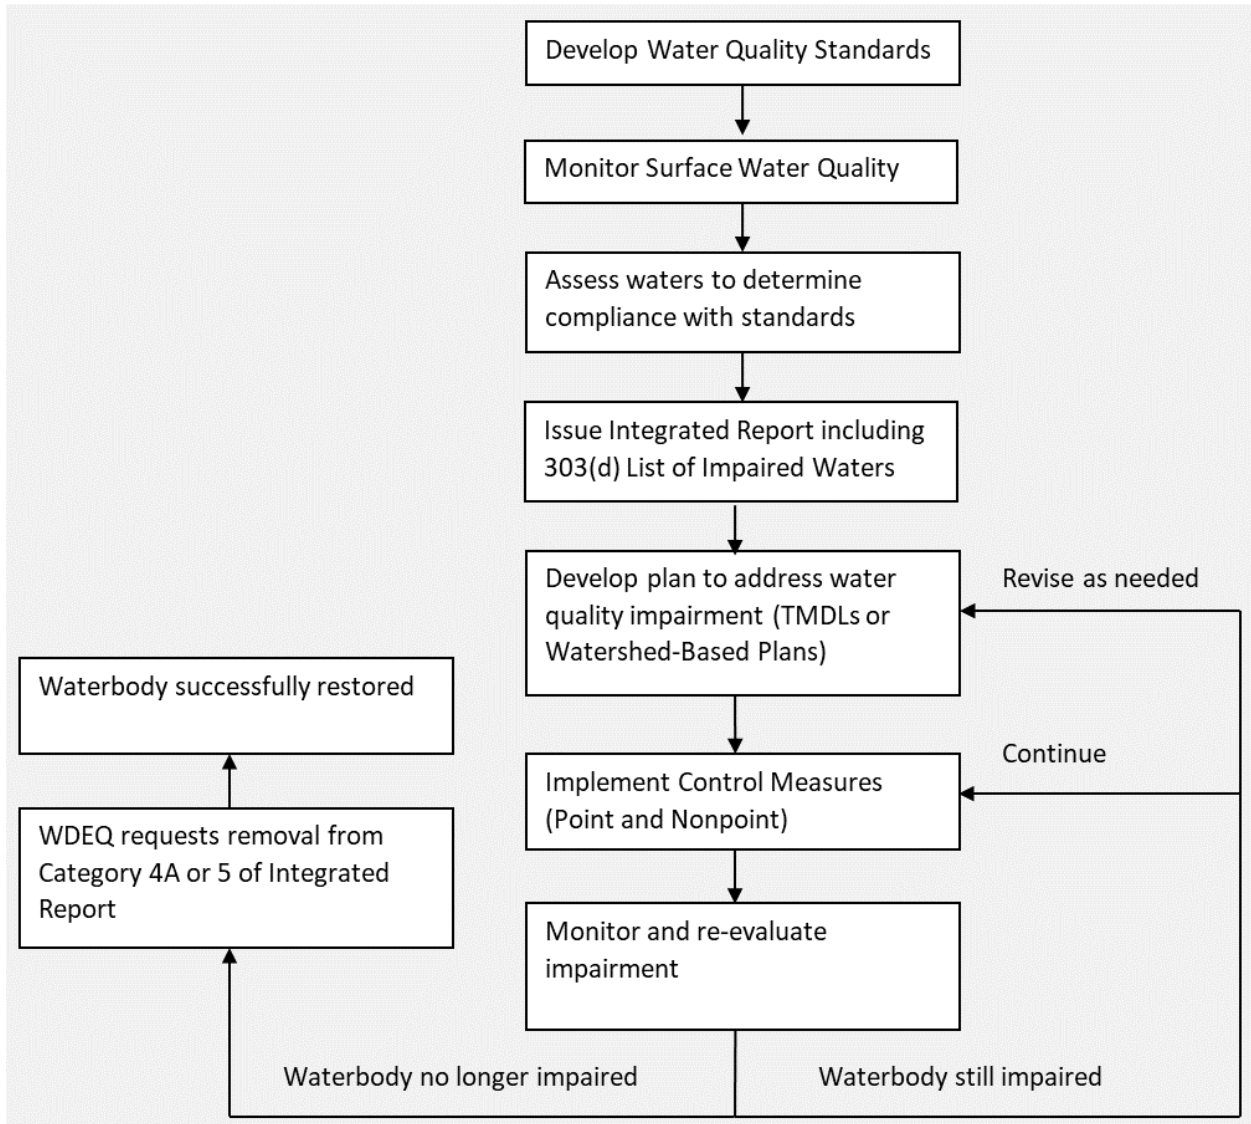 Develop Water Quality Standards
Monitor Surface Water Quality
Assess waters to determine
compliance with standards
Issue Integrated Report including
303(d) List of Impaired Waters
Develop plan to address water
quality impairment (TMDLs or
Watershed-Based Plans)
Revise as needed
Implement Control Measures
(Point and Nonpoint)
Continue
Monitor and re-evaluate
impairment
Waterbody no longer impaired
Waterbody still impaired
WDEQ requests removal from
Category 4A or 5 of Integrated
Report
Waterbody successfully restored